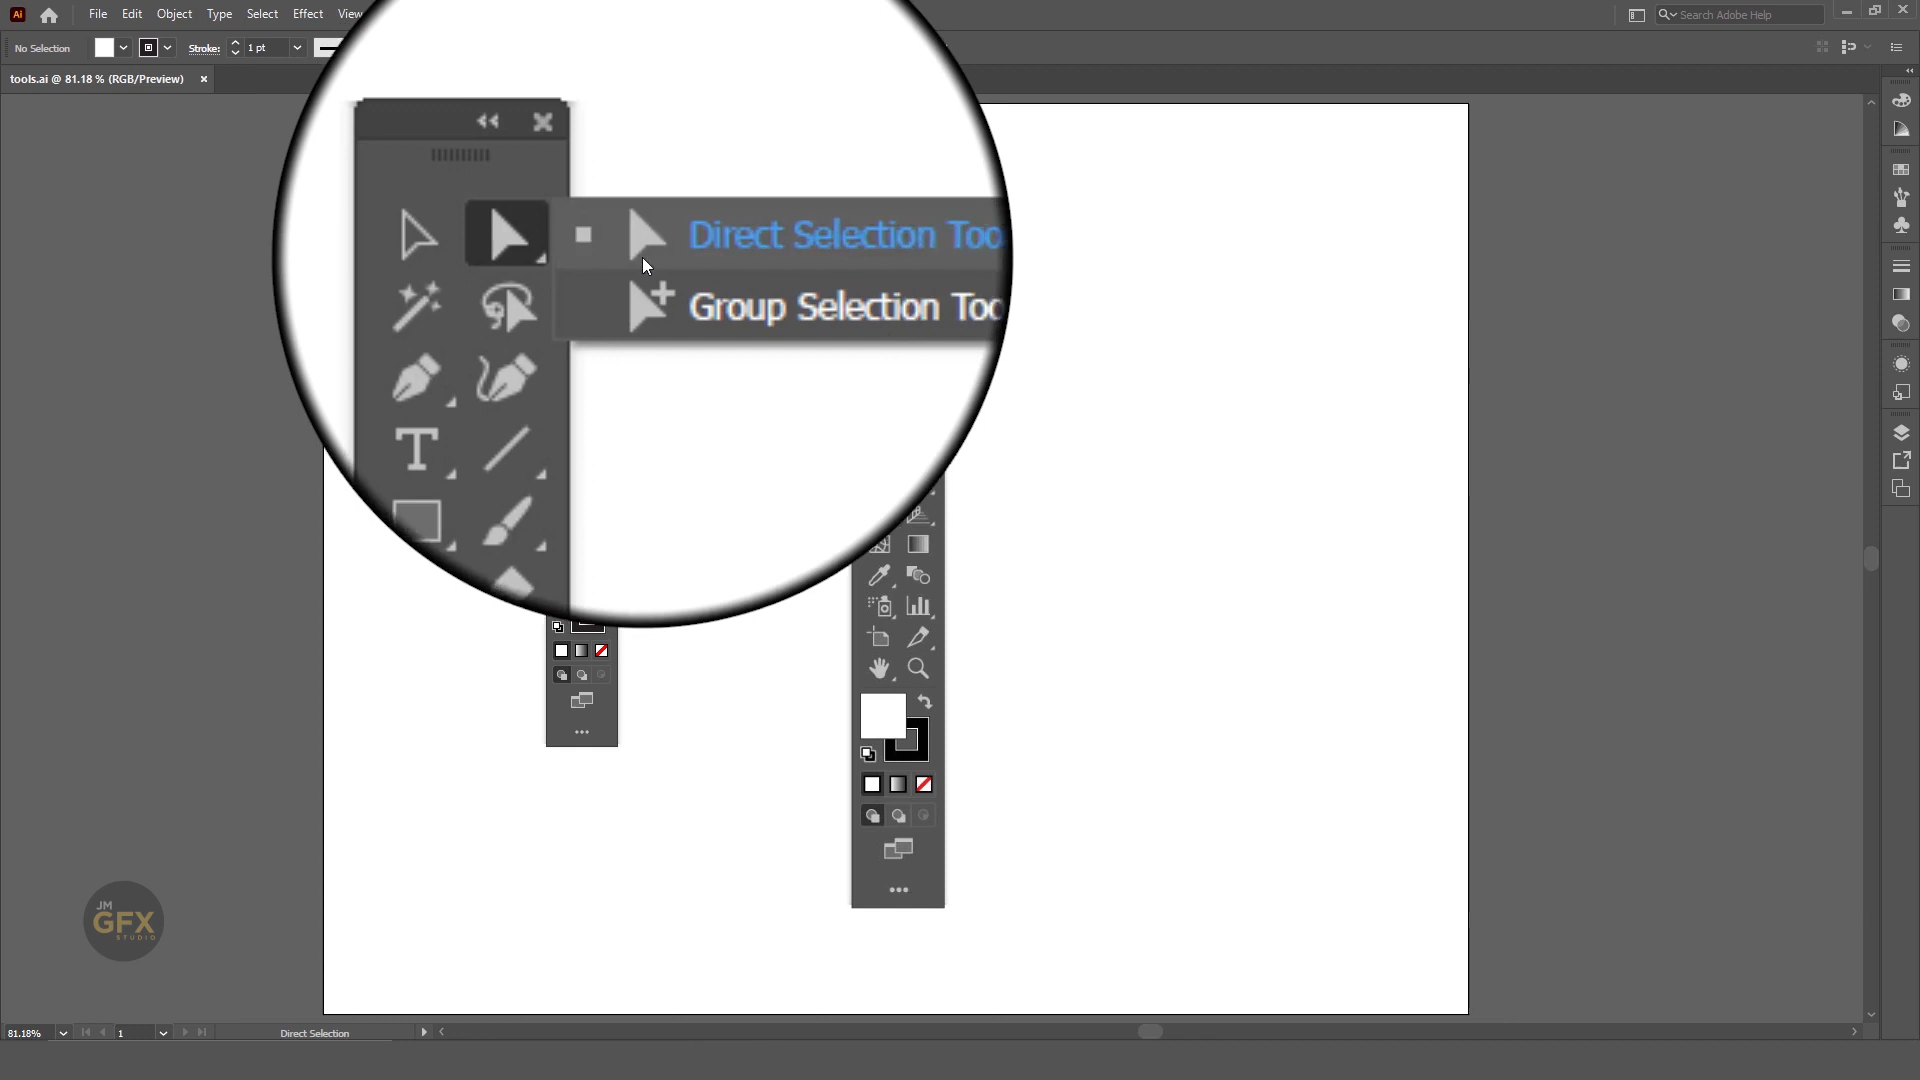 Ai
File Edit Object Type Select Effect View
Search Adobe Help
No Selection
Stroke: 1 pt
tools.ai @ 81.18 % (RGB/Preview)
Direct Selection Too
Group Selection Too
JM
GFX
STUDIO
81.18%
1
Direct Selection